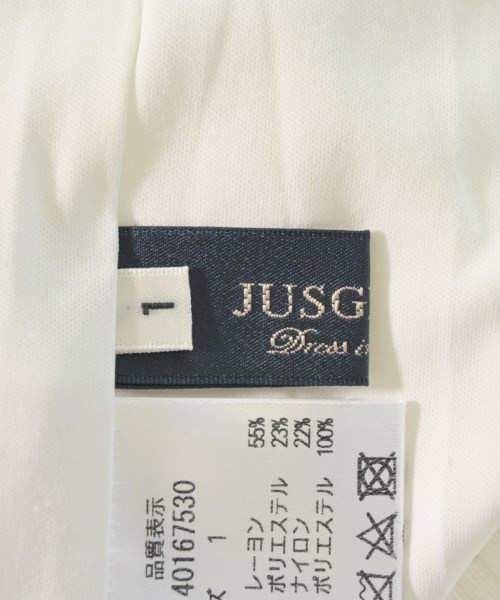 1
JUSG
Dress i
品質表示
40167530
ズ 1
レーヨン 55%
ポリエステル 23%
ナイロン 22%
ポリエステル 100%